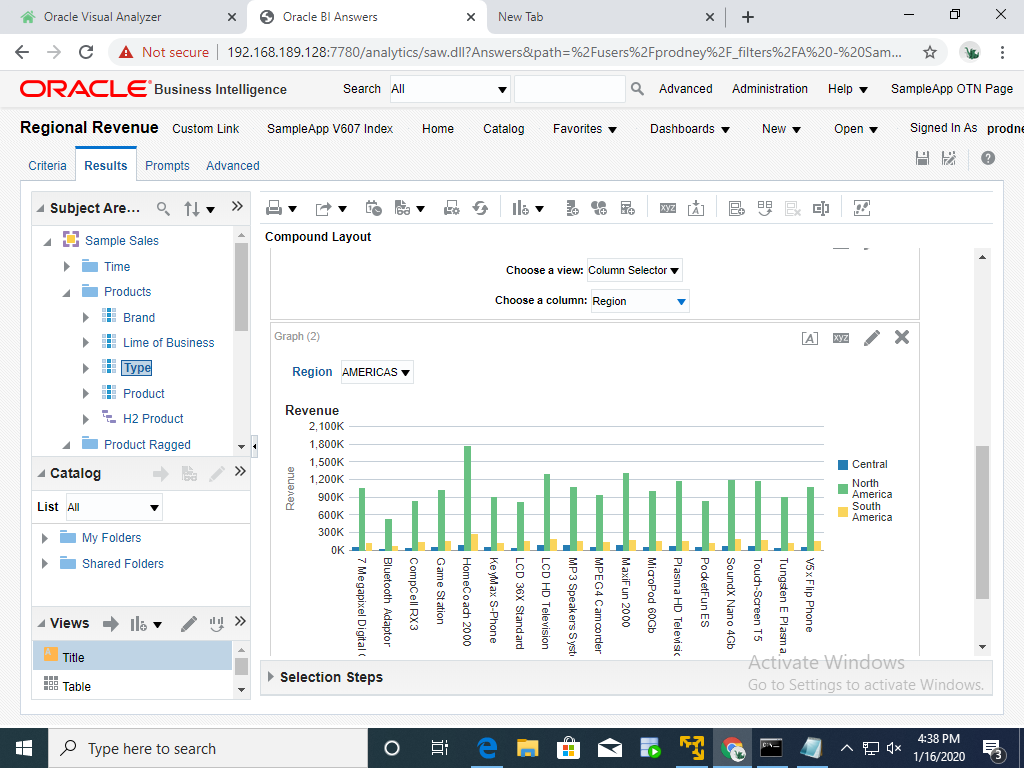 Oracle Visual Analyzer
Oracle BI Answers
New Tab
Not secure
192.168.189.128:7780/analytics/saw.dll?Answers&path=%2Fusers%2Fprodney%2F_filters%2FA%20-%20Sam...
ORACLE Business Intelligence
Search All
Advanced
Administration
Help
SampleApp OTN Page
Regional Revenue
Custom Link
SampleApp V607 Index
Home
Catalog
Favorites
Dashboards
New
Open
Signed In As prodne
Criteria
Results
Prompts
Advanced
Subject Are...
Sample Sales
Time
Products
Brand
Lime of Business
Type
Product
H2 Product
Product Ragged
Catalog
List All
My Folders
Shared Folders
Views
Title
Table
Compound Layout
Choose a view: Column Selector
Choose a column: Region
Graph (2)
Region AMERICAS
Revenue
2,100K
1,800K
1,500K
1,200K
900K
600K
300K
0K
Revenue
7 Megapixel Digital
Bluetooth Adaptor
CompCell RX3
Game Station
HomeCoach 2000
KeyMax S-Phone
LCD 36X Standard
LCD HD Television
MP3 Speakers Syst
MPEG4 Camcorder
MaxiFun 2000
MicroPod 60Gb
Plasma HD Televisi
PocketFun ES
SoundX Nano 4Gb
Touch-Screen T5
Tungsten E Plasma
V5x Flip Phone
Central
North
America
South
America
Selection Steps
Activate Windows
Go to Settings to activate Windows.
Type here to search
4:38 PM
1/16/2020
3